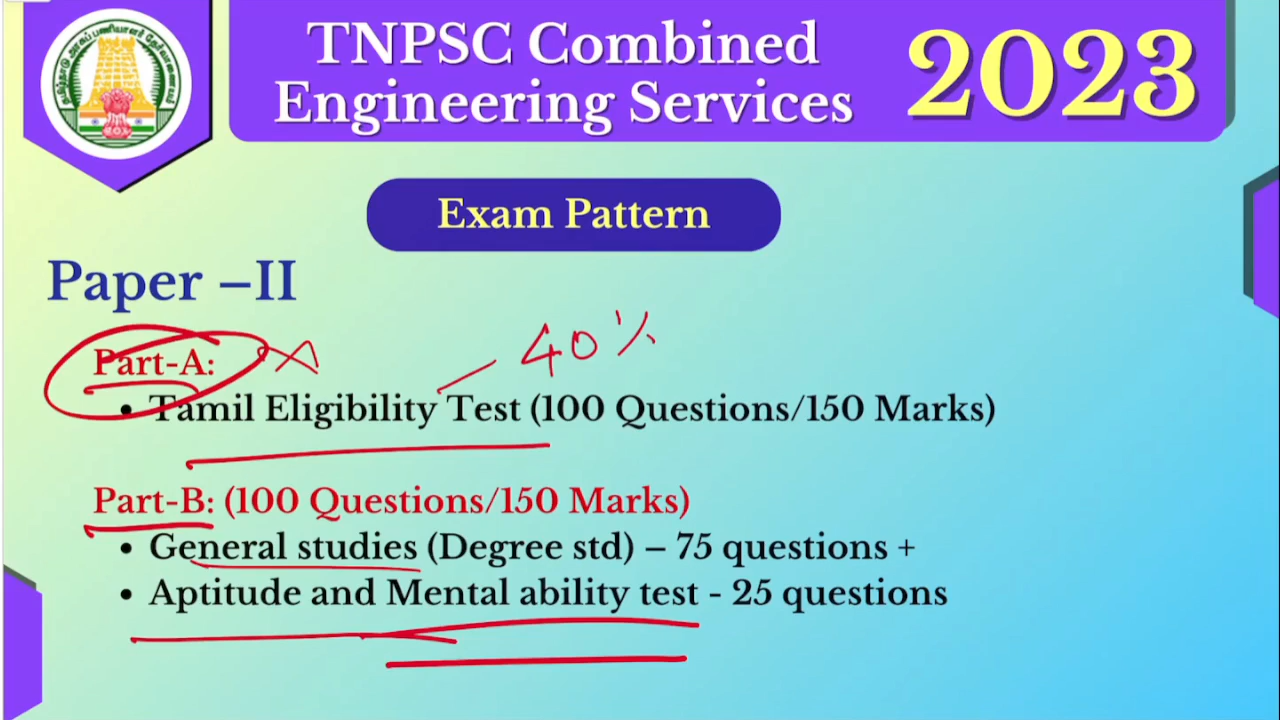 TNPSC Combined
Engineering Services
2023
Exam Pattern
Paper –II
Part-A:
40%
• Tamil Eligibility Test (100 Questions/150 Marks)
Part-B: (100 Questions/150 Marks)
• General studies (Degree std) – 75 questions +
• Aptitude and Mental ability test - 25 questions